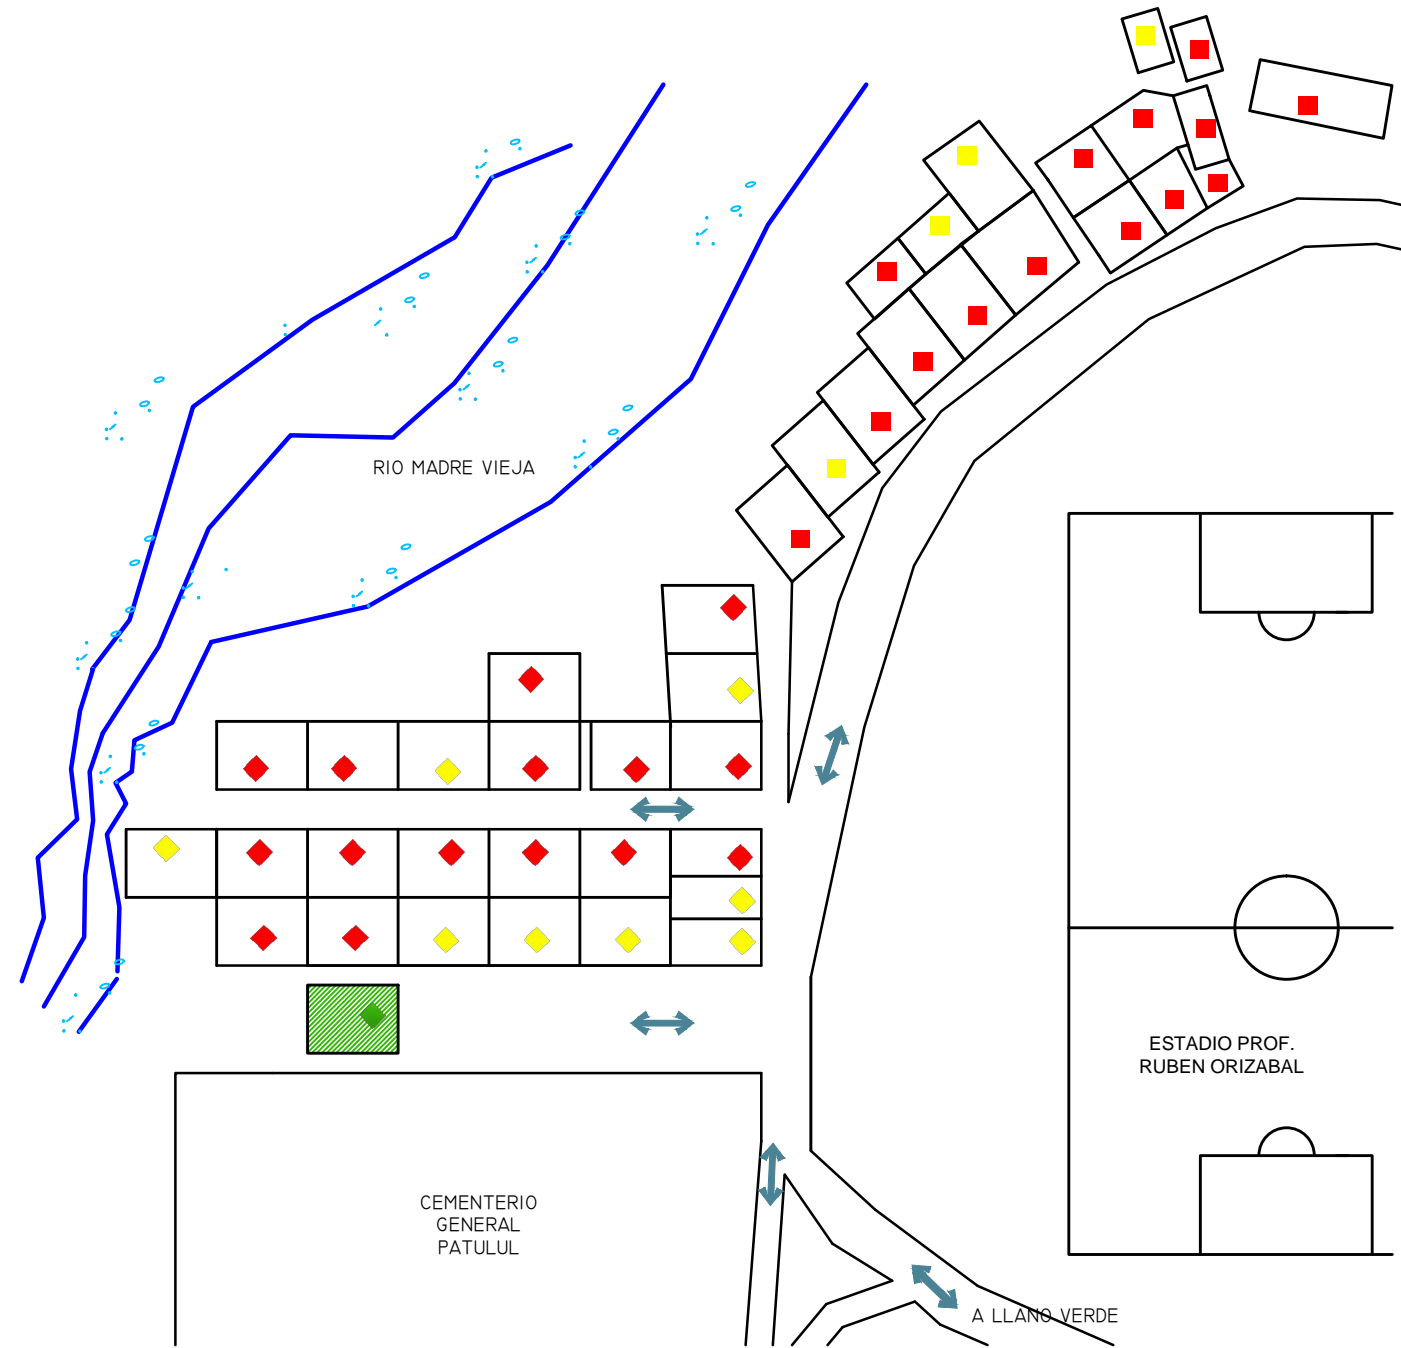 RIO MADRE VIEJA
ESTADIO PROF.
RUBEN ORIZABAL
CEMENTERIO
GENERAL
PATULUL
A LLANO VERDE